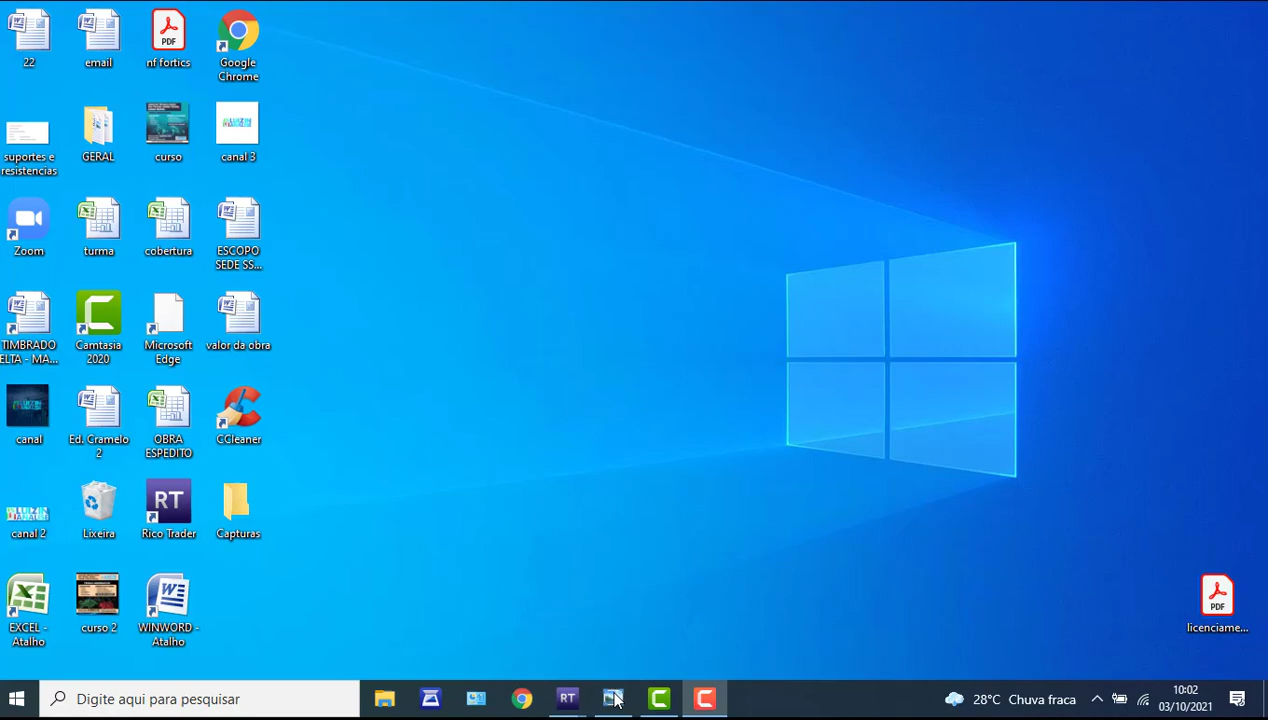 22
email
PDF
nf fortics
Google
Chrome
suportes e
resistencias
GERAL
curso
canal 3
Zoom
turma
cobertura
ESCOPO
SEDE SS...
TIMBRADO
ELTA - MA...
Camtasia
2020
Microsoft
Edge
valor da obra
canal
Ed. Cramelo
2
OBRA
ESPEDITO
CCleaner
canal 2
Lixeira
RT
Rico Trader
Capturas
EXCEL -
Atalho
curso 2
WINWORD -
Atalho
PDF
licenciame...
Digite aqui para pesquisar
RT
28°C Chuva fraca
10:02
03/10/2021